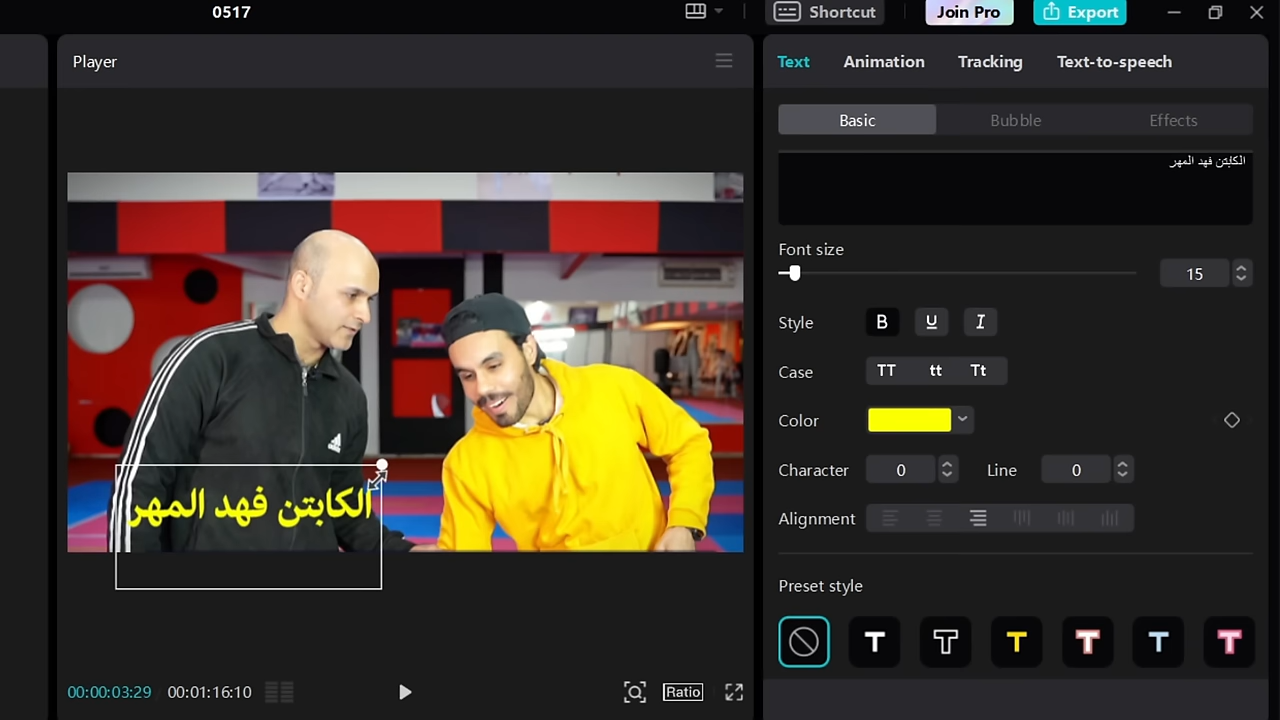 0517
Shortcut
Join Pro
Export
Player
Text Animation Tracking Text-to-speech
Basic Bubble Effects
الكابتن فهد المهر
Font size
15
Style B U I
Case TT tt Tt
Color
Character 0 Line 0
Alignment
Preset style
T T T T T T
الكابتن فهد المهر
00:00:03:29 00:01:16:10
Ratio